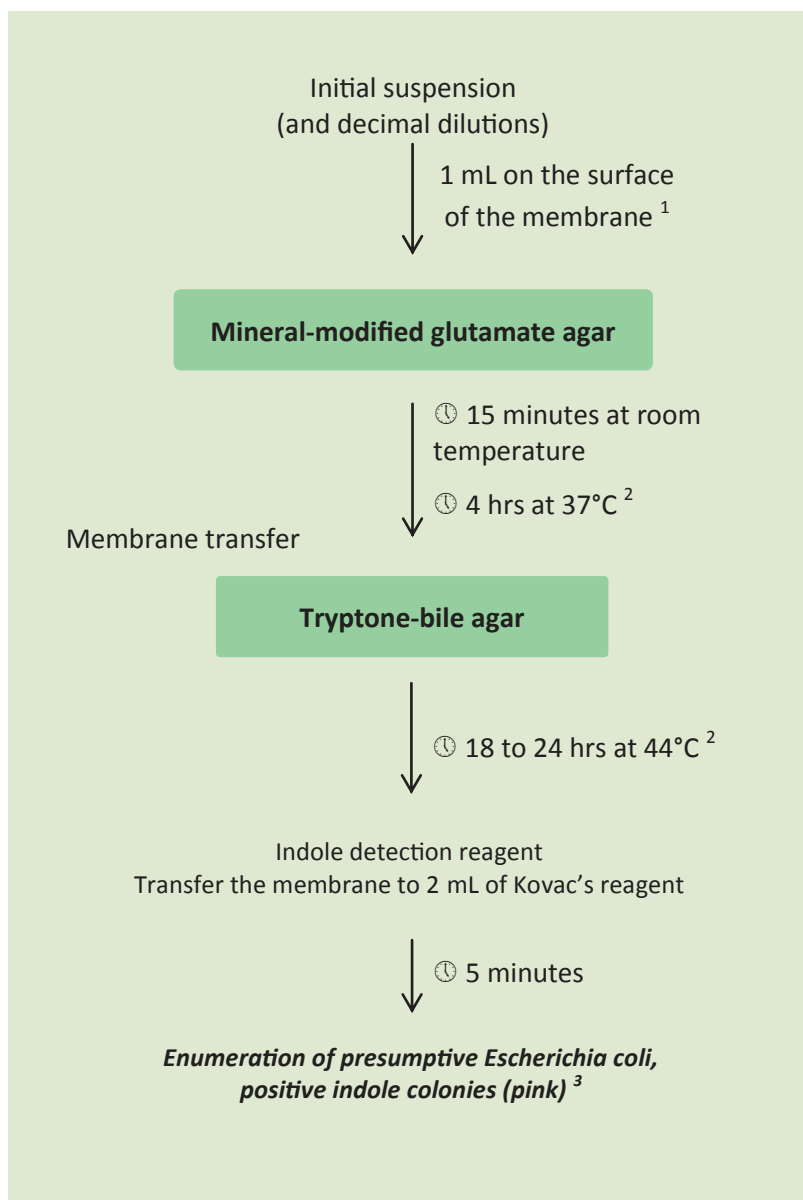 Initial suspension
(and decimal dilutions)
1 mL on the surface
of the membrane 1
Mineral-modified glutamate agar
15 minutes at room
temperature
4 hrs at 37°C 2
Membrane transfer
Tryptone-bile agar
18 to 24 hrs at 44°C 2
Indole detection reagent
Transfer the membrane to 2 mL of Kovac’s reagent
5 minutes
Enumeration of presumptive Escherichia coli,
positive indole colonies (pink) 3